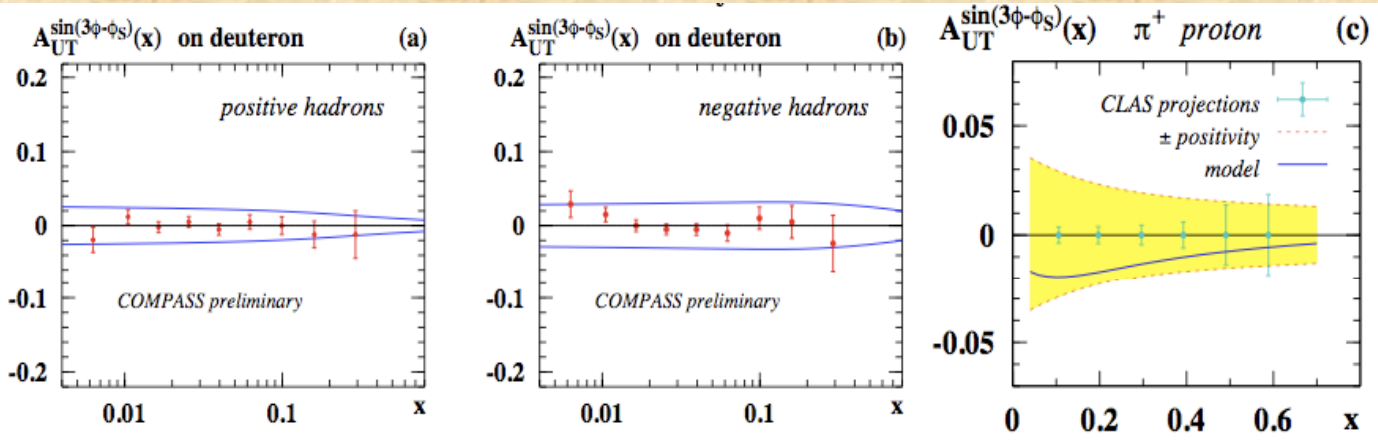 A_UT^sin(3φ-φ_S)(x) on deuteron (a)
0.2
0.1
0
-0.1
-0.2
positive hadrons
COMPASS preliminary
0.01 0.1 x
A_UT^sin(3φ-φ_S)(x) on deuteron (b)
0.2
0.1
0
-0.1
-0.2
negative hadrons
COMPASS preliminary
0.01 0.1 x
A_UT^sin(3φ-φ_S)(x) π+ proton (c)
0.05
0
-0.05
CLAS projections
± positivity
model
0 0.2 0.4 0.6 x